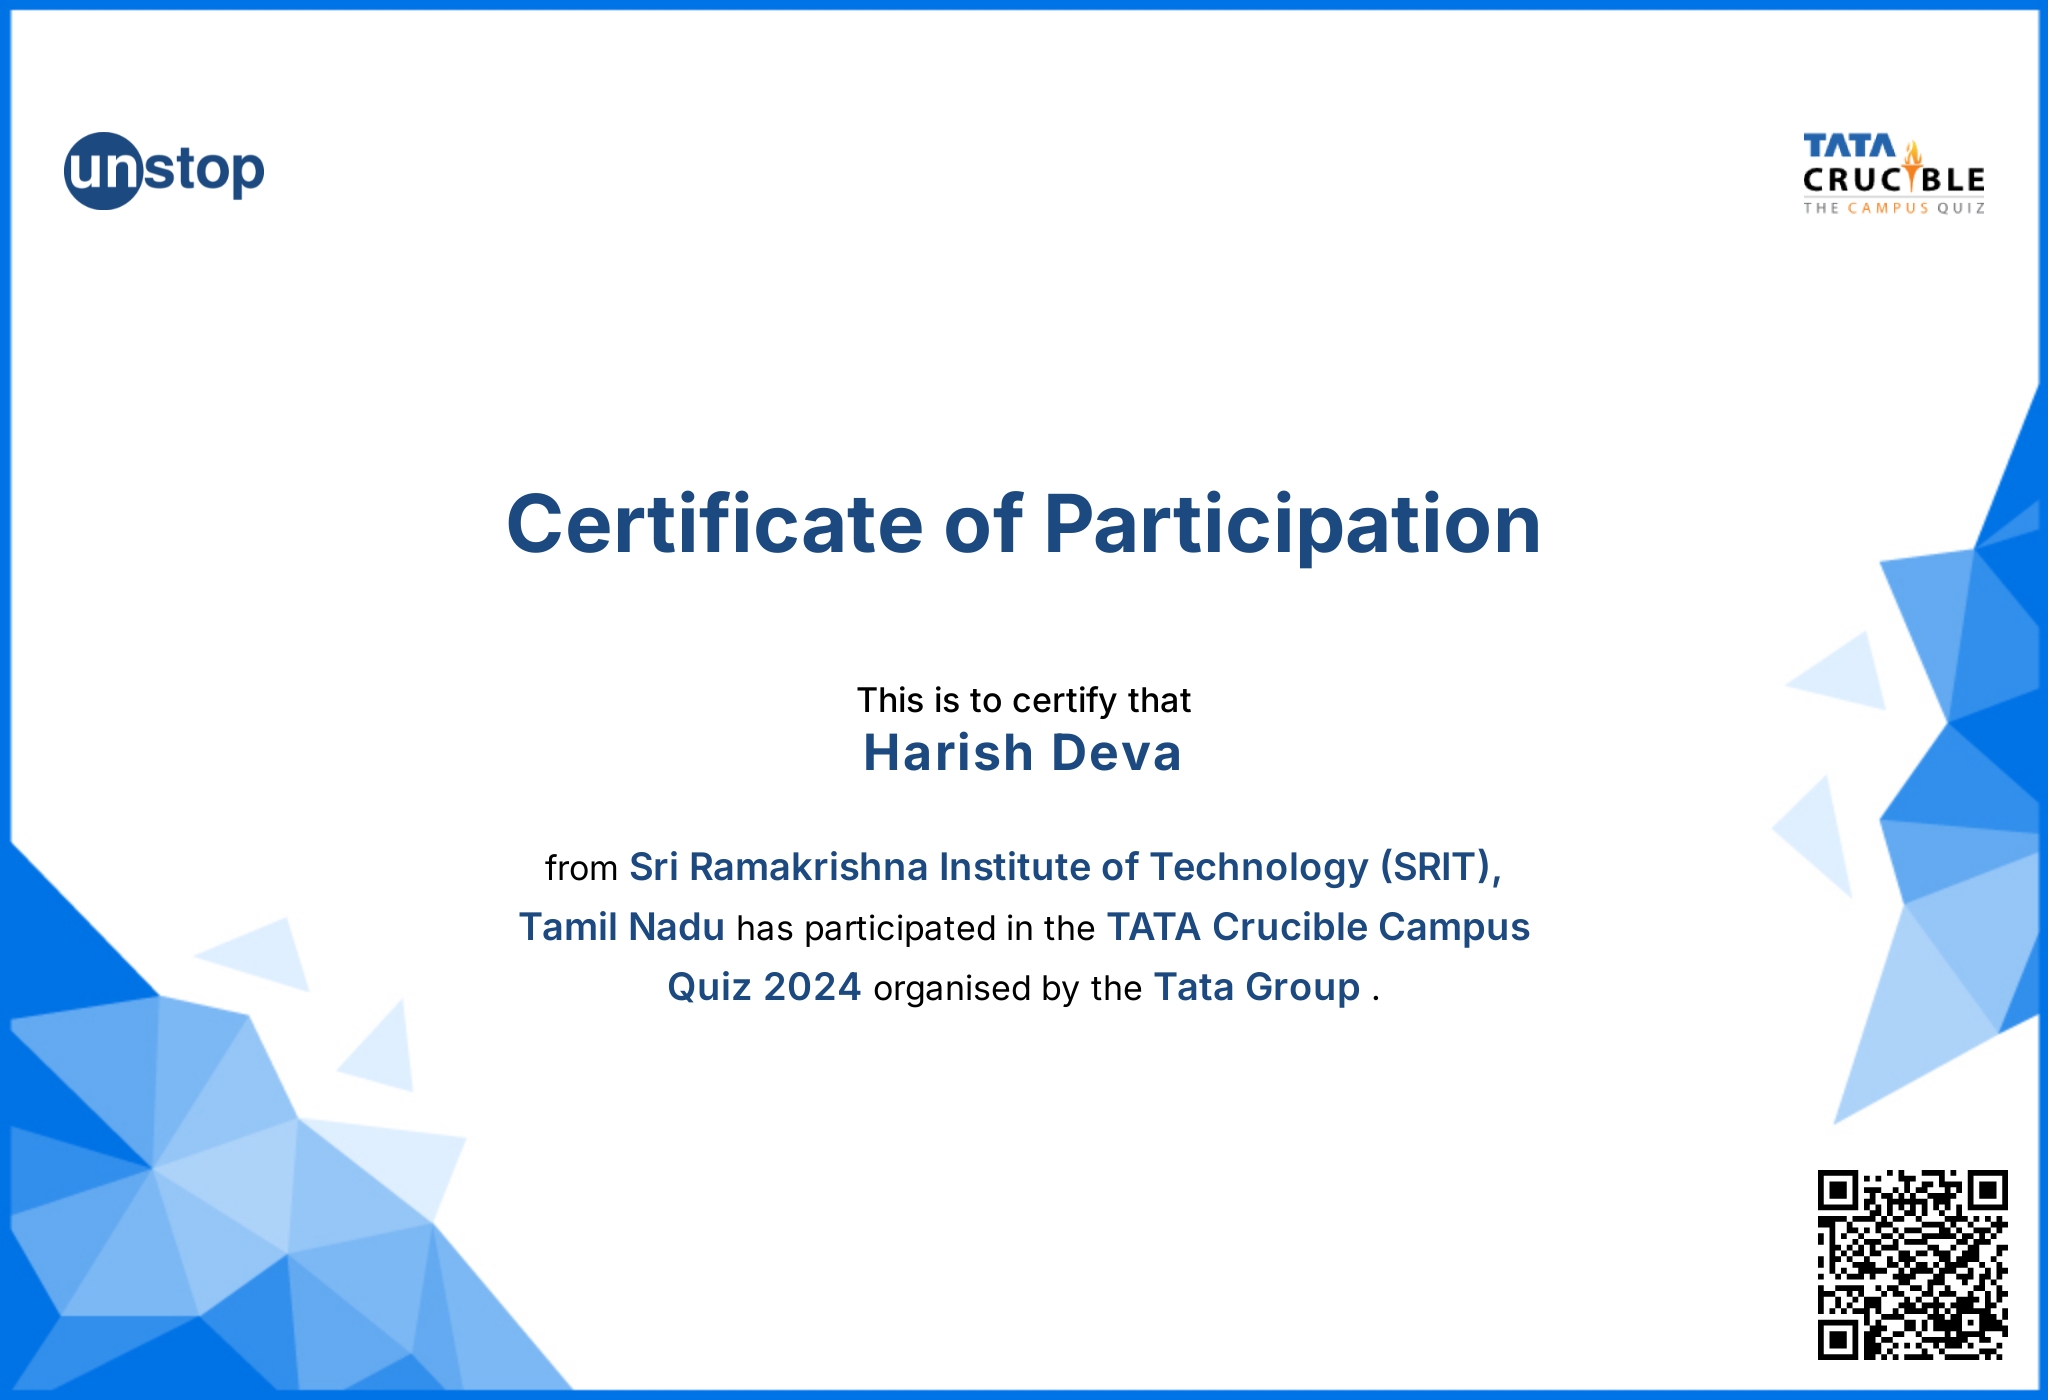 unstop
TATA
CRUCIBLE
THE CAMPUS QUIZ
Certificate of Participation
This is to certify that
Harish Deva
from Sri Ramakrishna Institute of Technology (SRIT),
Tamil Nadu has participated in the TATA Crucible Campus
Quiz 2024 organised by the Tata Group .